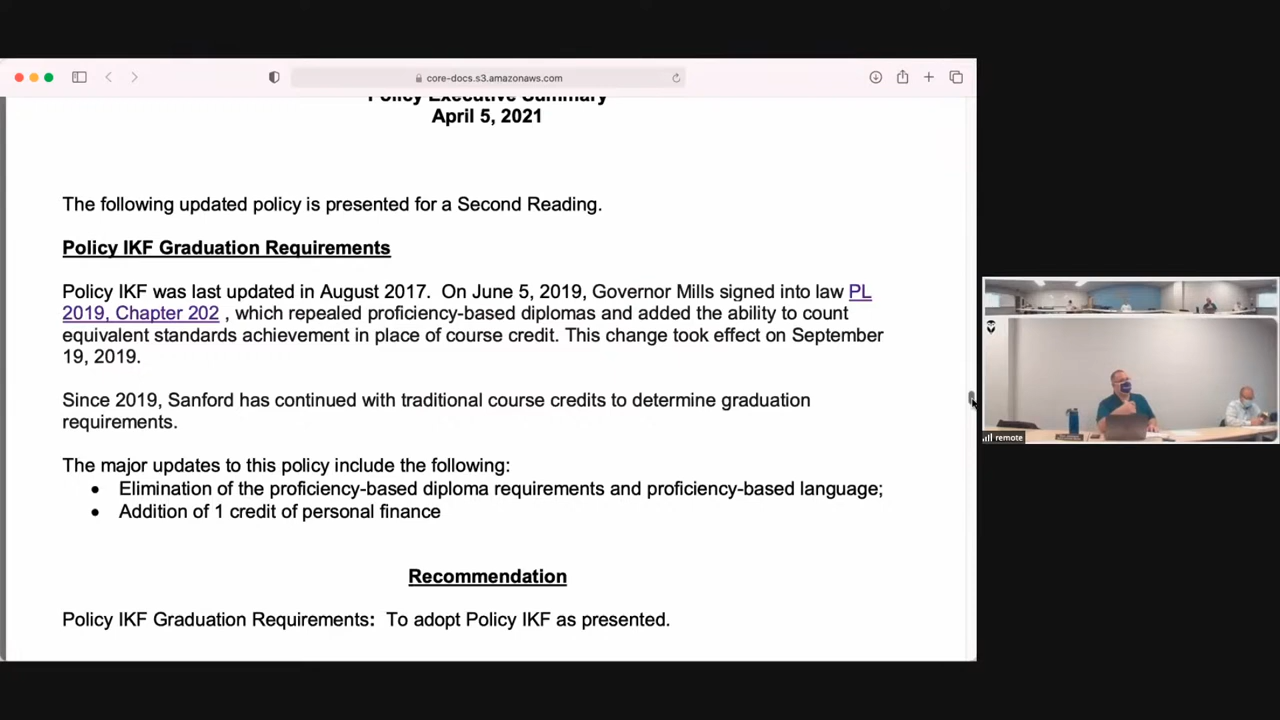 core-docs.s3.amazonaws.com
Policy Executive Summary
April 5, 2021
The following updated policy is presented for a Second Reading.
Policy IKF Graduation Requirements
Policy IKF was last updated in August 2017.  On June 5, 2019, Governor Mills signed into law PL
2019, Chapter 202 , which repeated proficiency-based diplomas and added the ability to count
equivalent standards achievement in place of course credit. This change took effect on September
19, 2019.
Since 2019, Sanford has continued with traditional course credits to determine graduation
requirements.
The major updates to this policy include the following:
• Elimination of the proficiency-based diploma requirements and proficiency-based language;
• Addition of 1 credit of personal finance
Recommendation
Policy IKF Graduation Requirements:  To adopt Policy IKF as presented.
remote